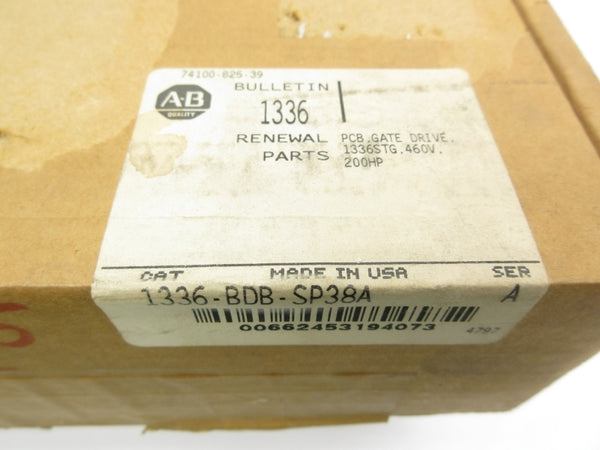 74100-825-39
A-B
QUALITY
BULLETIN
1336
RENEWAL PARTS
PCB,GATE DRIVE,
1336STG,460V,
200HP
CAT MADE IN USA SER
1336-BDB-SP38A A
00662453194073
4797